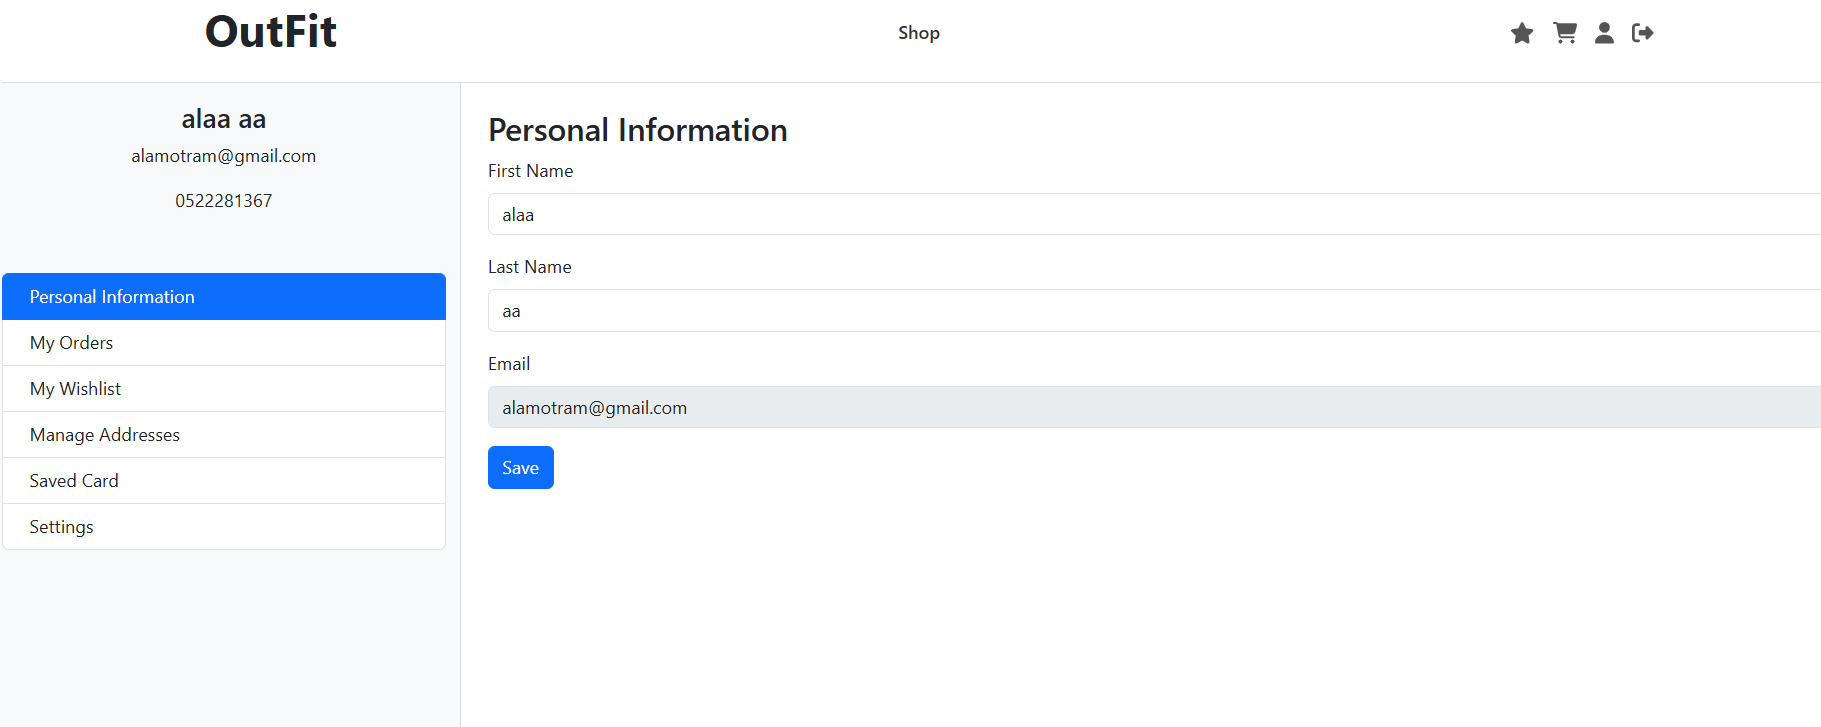 OutFit
Shop
alaa aa
alamotram@gmail.com
0522281367
Personal Information
My Orders
My Wishlist
Manage Addresses
Saved Card
Settings
Personal Information
First Name
alaa
Last Name
aa
Email
alamotram@gmail.com
Save